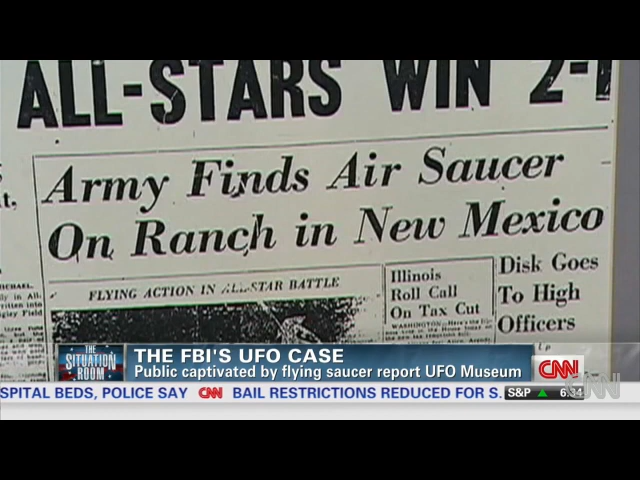 ALL-STARS WIN 2-1
Army Finds Air Saucer
On Ranch in New Mexico
FLYING ACTION IN ALL-STAR BATTLE
Illinois
Roll Call
On Tax Cut
Disk Goes
To High
Officers
THE SITUATION ROOM
THE FBI'S UFO CASE
Public captivated by flying saucer report UFO Museum
CNN
CNN
SPITAL BEDS, POLICE SAY CNN BAIL RESTRICTIONS REDUCED FOR S.
S&P ▲ 6.34